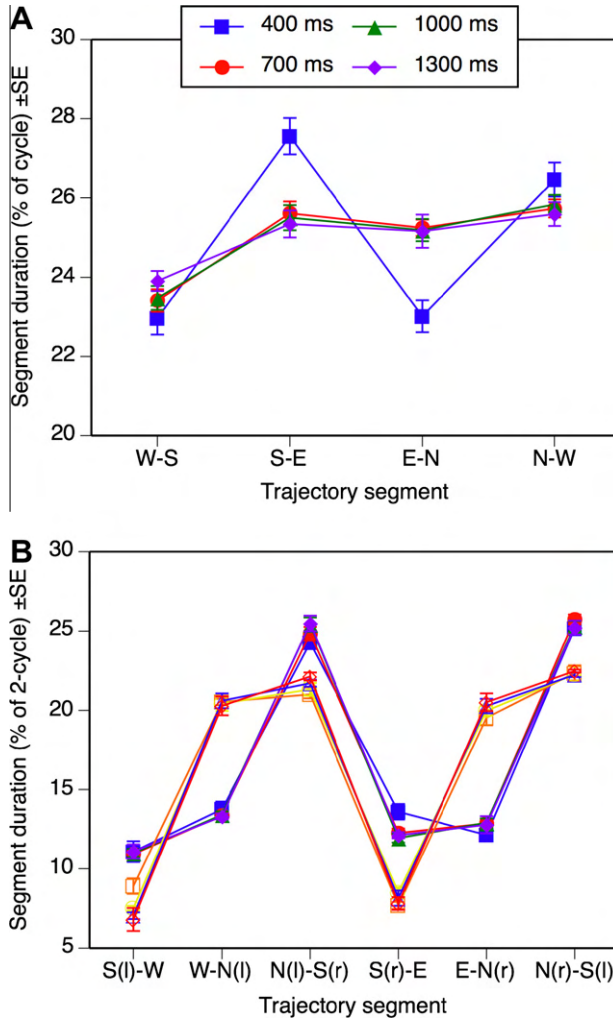 A
400 ms 1000 ms
700 ms 1300 ms
Segment duration (% of cycle) ±SE
30
28
26
24
22
20
W-S S-E E-N N-W
Trajectory segment
B
Segment duration (% of 2-cycle) ±SE
30
25
20
15
10
5
S(l)-W W-N(l) N(l)-S(r) S(r)-E E-N(r) N(r)-S(l)
Trajectory segment